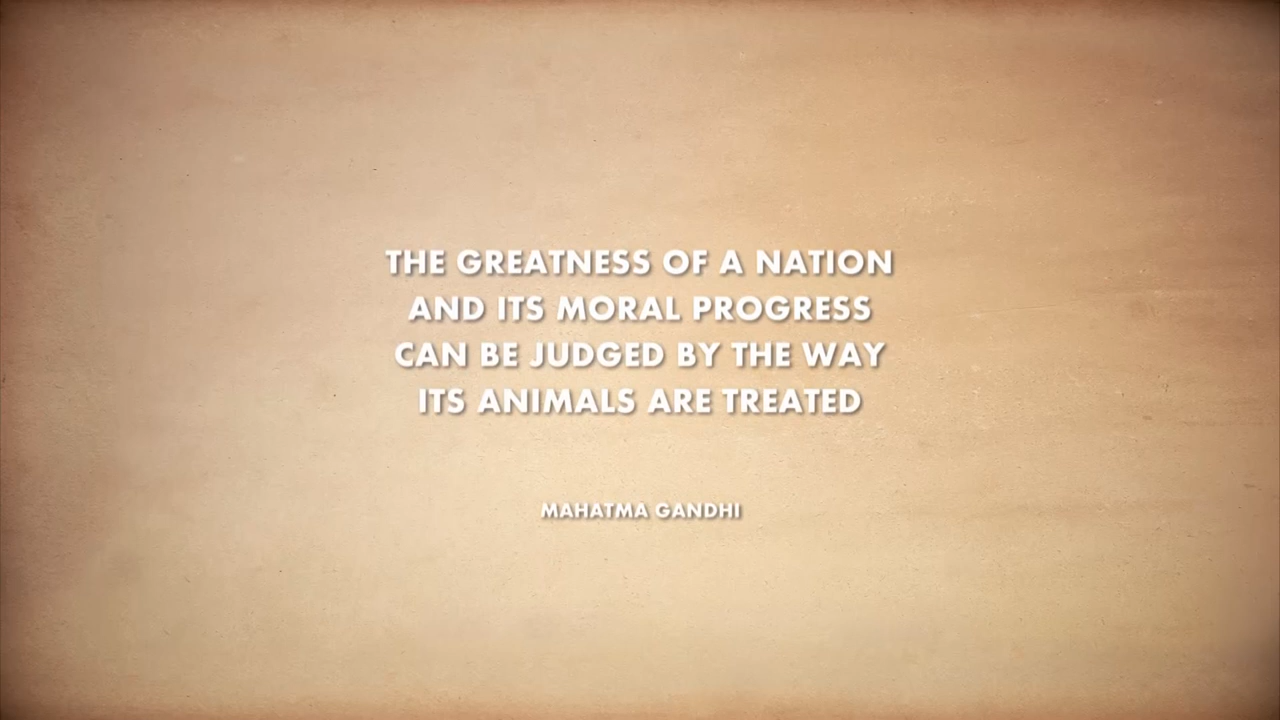 THE GREATNESS OF A NATION
AND ITS MORAL PROGRESS
CAN BE JUDGED BY THE WAY
ITS ANIMALS ARE TREATED
MAHATMA GANDHI